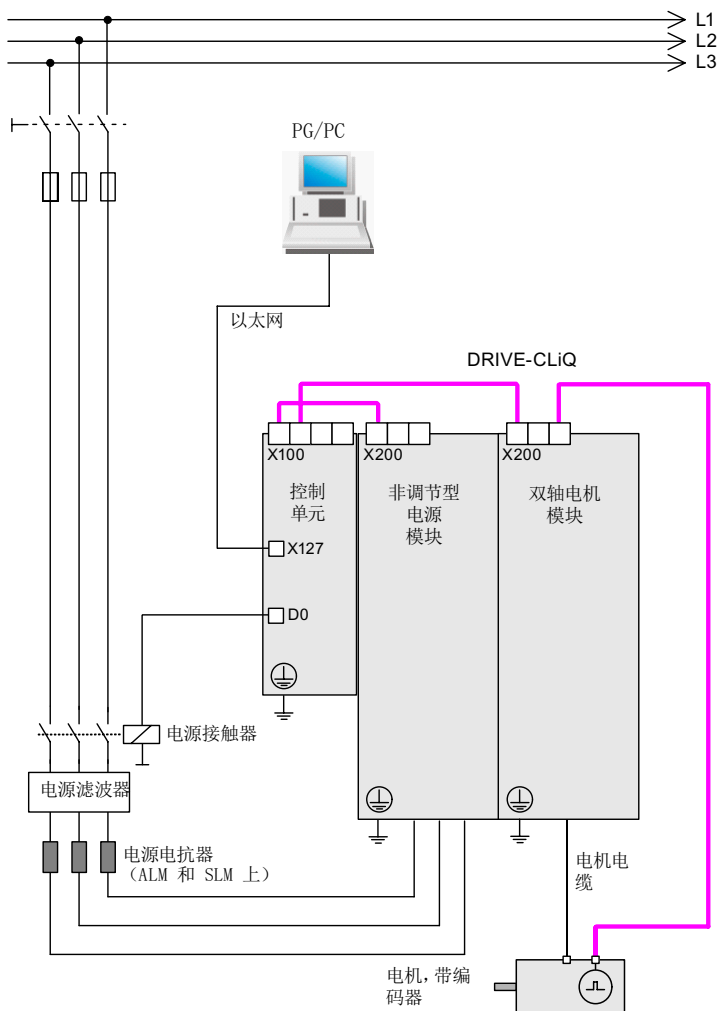 L1
L2
L3
PG/PC
以太网
DRIVE-CLiQ
X100
X200
X200
控制
单元
非调节型
电源
模块
双轴电机
模块
X127
D0
电源接触器
电源滤波器
电源电抗器
（ALM 和 SLM 上）
电机电
缆
电机，带编
码器